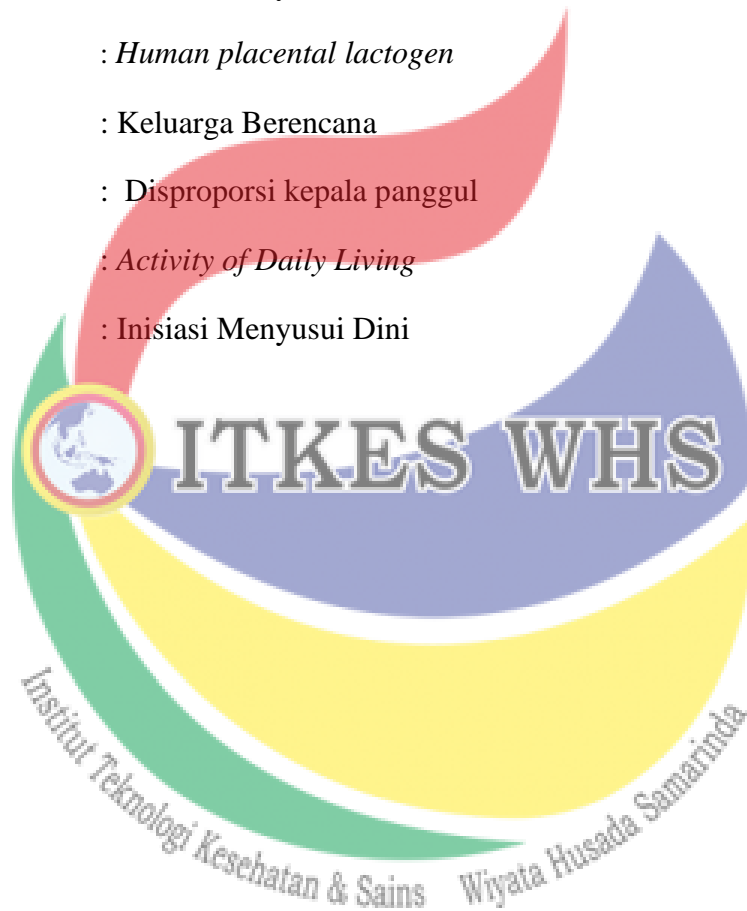 : Human placental lactogen
: Keluarga Berencana
: Disproporsi kepala panggul
: Activity of Daily Living
: Inisiasi Menyusui Dini
ITKES WHS
Institut Teknologi Kesehatan & Sains Wiyata Husada Samarinda